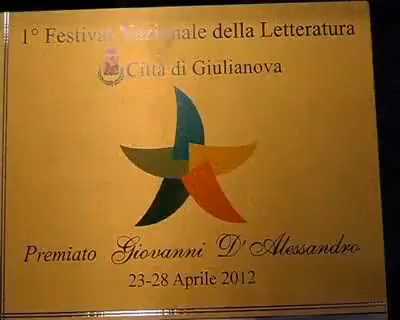 1° Festival Nazionale della Letteratura
Città di Giulianova
Premiato Giovanni D'Alessandro
23-28 Aprile 2012